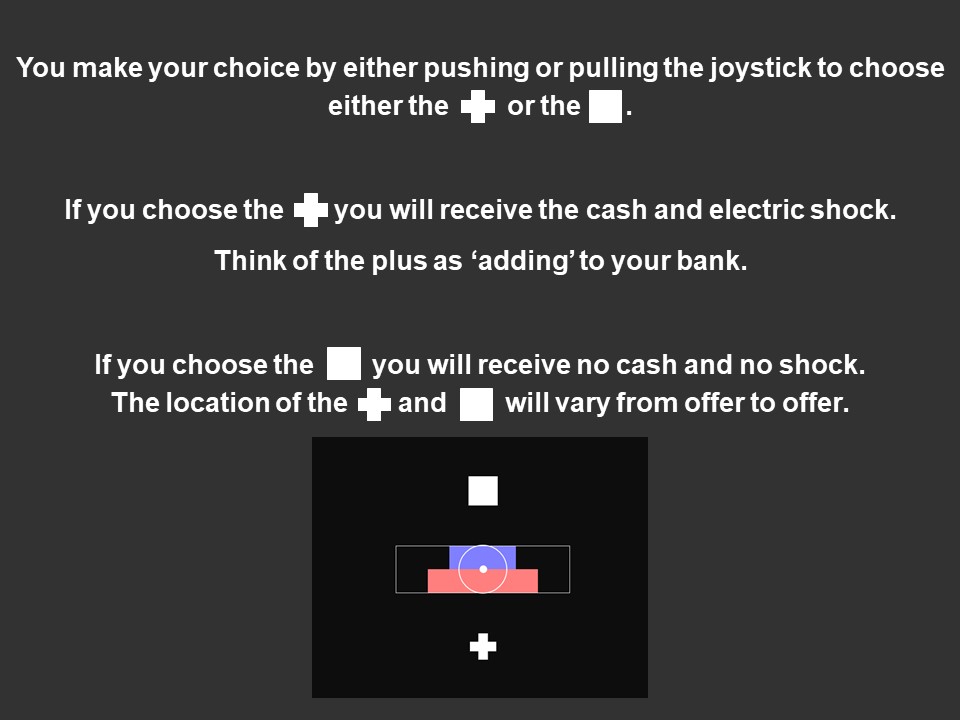 You make your choice by either pushing or pulling the joystick to choose
either the or the .
If you choose the you will receive the cash and electric shock.
Think of the plus as ‘adding’ to your bank.
If you choose the you will receive no cash and no shock.
The location of the and will vary from offer to offer.